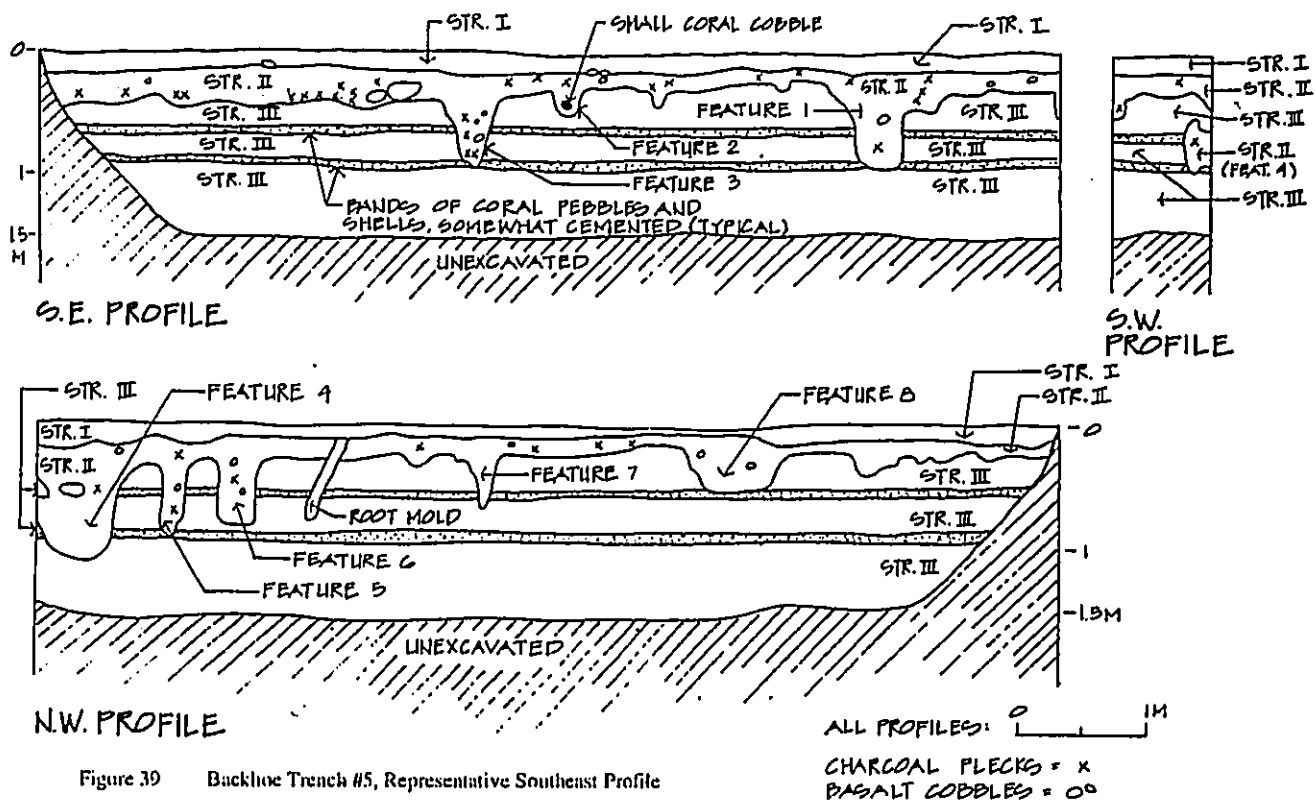 STR. I
SMALL CORAL COBBLE
STR. I
0
STR. II
STR. II
FEATURE 1
STR. III
STR. III
FEATURE 2
STR. III
STR. III
FEATURE 3
1
STR. III
STR. III
BANDS OF CORAL PEBBLES AND
SHELLS, SOMEWHAT CEMENTED (TYPICAL)
15
M
UNEXCAVATED
S.E. PROFILE
STR. I
STR. II
STR. III
STR. II
(FEAT. 4)
STR. III
S.W.
PROFILE
STR. III
FEATURE 4
FEATURE 8
STR. I
STR. II
0
STR. I
STR. II
FEATURE 7
STR. III
ROOT MOLD
STR. III
FEATURE 6
1
FEATURE 5
STR. III
1.5M
UNEXCAVATED
N.W. PROFILE
ALL PROFILES:
0
1M
CHARCOAL FLECKS = x
BASALT COBBLES = 00
Figure 39 Backhoe Trench #5, Representative Southeast Profile